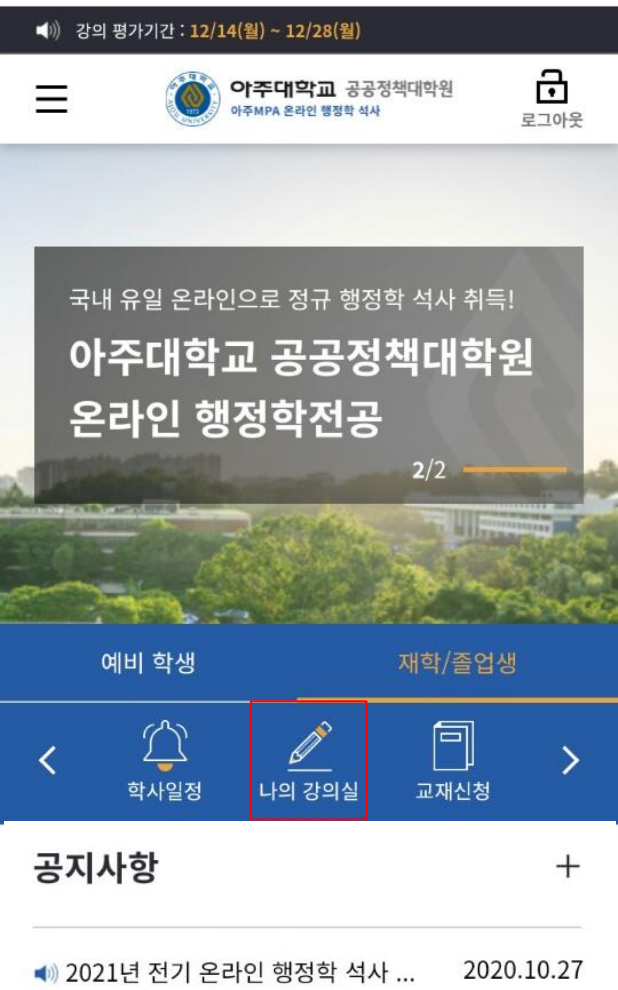 강의 평가기간 : 12/14(월) ~ 12/28(월)
아주대학교 공공정책대학원
아주MPA 온라인 행정학 석사
로그아웃
국내 유일 온라인으로 정규 행정학 석사 취득!
아주대학교 공공정책대학원
온라인 행정학전공
2/2
예비 학생
재학/졸업생
학사일정
나의 강의실
교재신청
공지사항
2021년 전기 온라인 행정학 석사 ...
2020.10.27